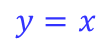 y = x